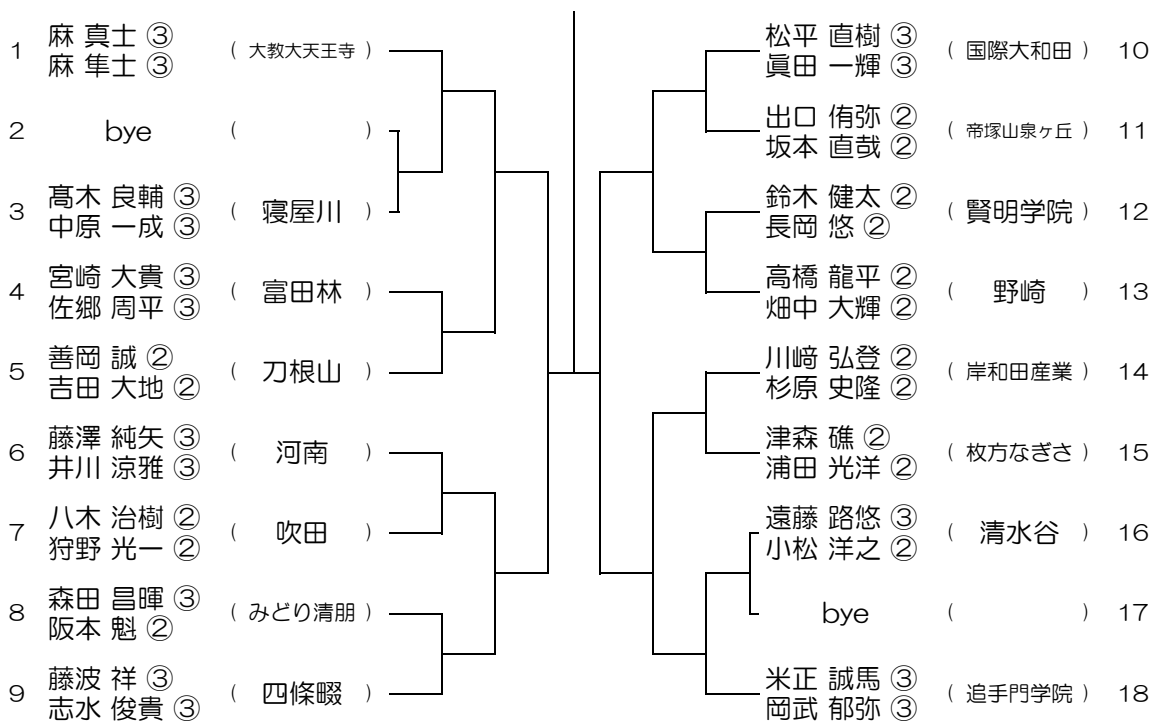 1 麻 真士 ③
麻 隼士 ③
( 大教大天王寺 )
2 bye ( )
3 髙木 良輔 ③
中原 一成 ③
( 寝屋川 )
4 宮崎 大貴 ③
佐郷 周平 ③
( 富田林 )
5 善岡 誠 ②
吉田 大地 ②
( 刀根山 )
6 藤澤 純矢 ③
井川 涼雅 ③
( 河南 )
7 八木 治樹 ②
狩野 光一 ②
( 吹田 )
8 森田 昌暉 ③
阪本 魁 ②
( みどり清朋 )
9 藤波 祥 ③
志水 俊貴 ③
( 四條畷 )
松平 直樹 ③
眞田 一輝 ③
( 国際大和田 ) 10
出口 侑弥 ②
坂本 直哉 ②
( 帝塚山泉ヶ丘 ) 11
鈴木 健太 ②
長岡 悠 ②
( 賢明学院 ) 12
高橋 龍平 ②
畑中 大輝 ②
( 野崎 ) 13
川﨑 弘登 ②
杉原 史隆 ②
( 岸和田産業 ) 14
津森 礁 ②
浦田 光洋 ②
( 枚方なぎさ ) 15
遠藤 路悠 ③
小松 洋之 ②
( 清水谷 ) 16
bye ( ) 17
米正 誠馬 ③
岡武 郁弥 ③
( 追手門学院 ) 18